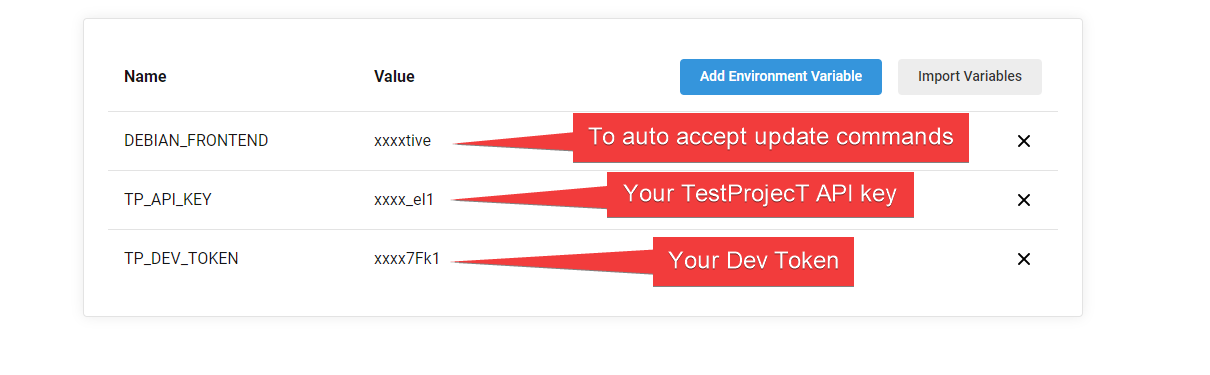 Name Value Add Environment Variable Import Variables
DEBIAN_FRONTEND xxxxtive To auto accept update commands
TP_API_KEY xxxx_eI1 Your TestProjecT API key
TP_DEV_TOKEN xxxx7Fk1 Your Dev Token